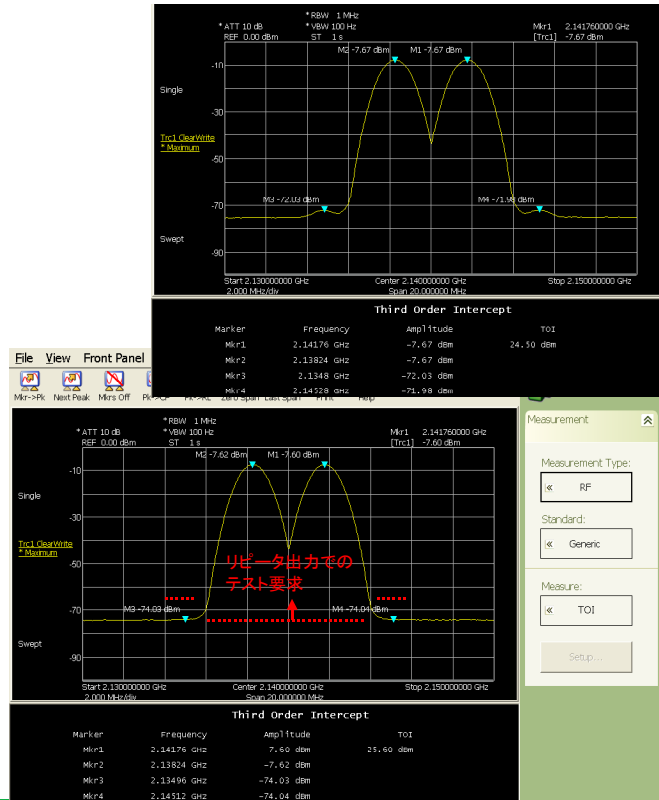 * RBW 1 MHz
* ATT 10 dB * VBW 100 Hz Mkr1 2.141760000 GHz
REF 0.00 dBm ST 1 s [Trc1] -7.67 dBm
M2 -7.67 dBm M1 -7.67 dBm
-10
Single
-30
Trc1 ClearWrite
* Maximum
-50
-70
M3 -72.03 dBm M4 -71.98 dBm
Swept
-90
Start 2.130000000 GHz Center 2.140000000 GHz Stop 2.150000000 GHz
2.000 MHz/div Span 20.000000 MHz
Third Order Intercept
Marker Frequency Amplitude TOI
Mkr1 2.14176 GHz -7.67 dBm 24.50 dBm
Mkr2 2.13824 GHz -7.67 dBm
Mkr3 2.1348 GHz -72.03 dBm
Mkr4 2.14528 GHz -71.98 dBm
File View Front Panel
Mkr->Pk Next Peak Mkrs Off Zero Span Last Span Print Help
* RBW 1 MHz
* ATT 10 dB * VBW 100 Hz Mkr1 2.141760000 GHz
REF 0.00 dBm ST 1 s [Trc1] -7.60 dBm
M2 -7.62 dBm M1 -7.60 dBm
-10
Single
-30
Trc1 ClearWrite
* Maximum
-50
リピータ出力での
テスト要求
-70
M3 -74.03 dBm M4 -74.04 dBm
Swept
-90
Start 2.130000000 GHz Center 2.140000000 GHz Stop 2.150000000 GHz
2.000 MHz/div Span 20.000000 MHz
Third Order Intercept
Marker Frequency Amplitude TOI
Mkr1 2.14176 GHz 7.60 dBm 25.60 dBm
Mkr2 2.13824 GHz -7.62 dBm
Mkr3 2.13496 GHz -74.03 dBm
Mkr4 2.14512 GHz -74.04 dBm
Measurement
Measurement Type:
RF
Standard:
Generic
Measure:
TOI
Setup...